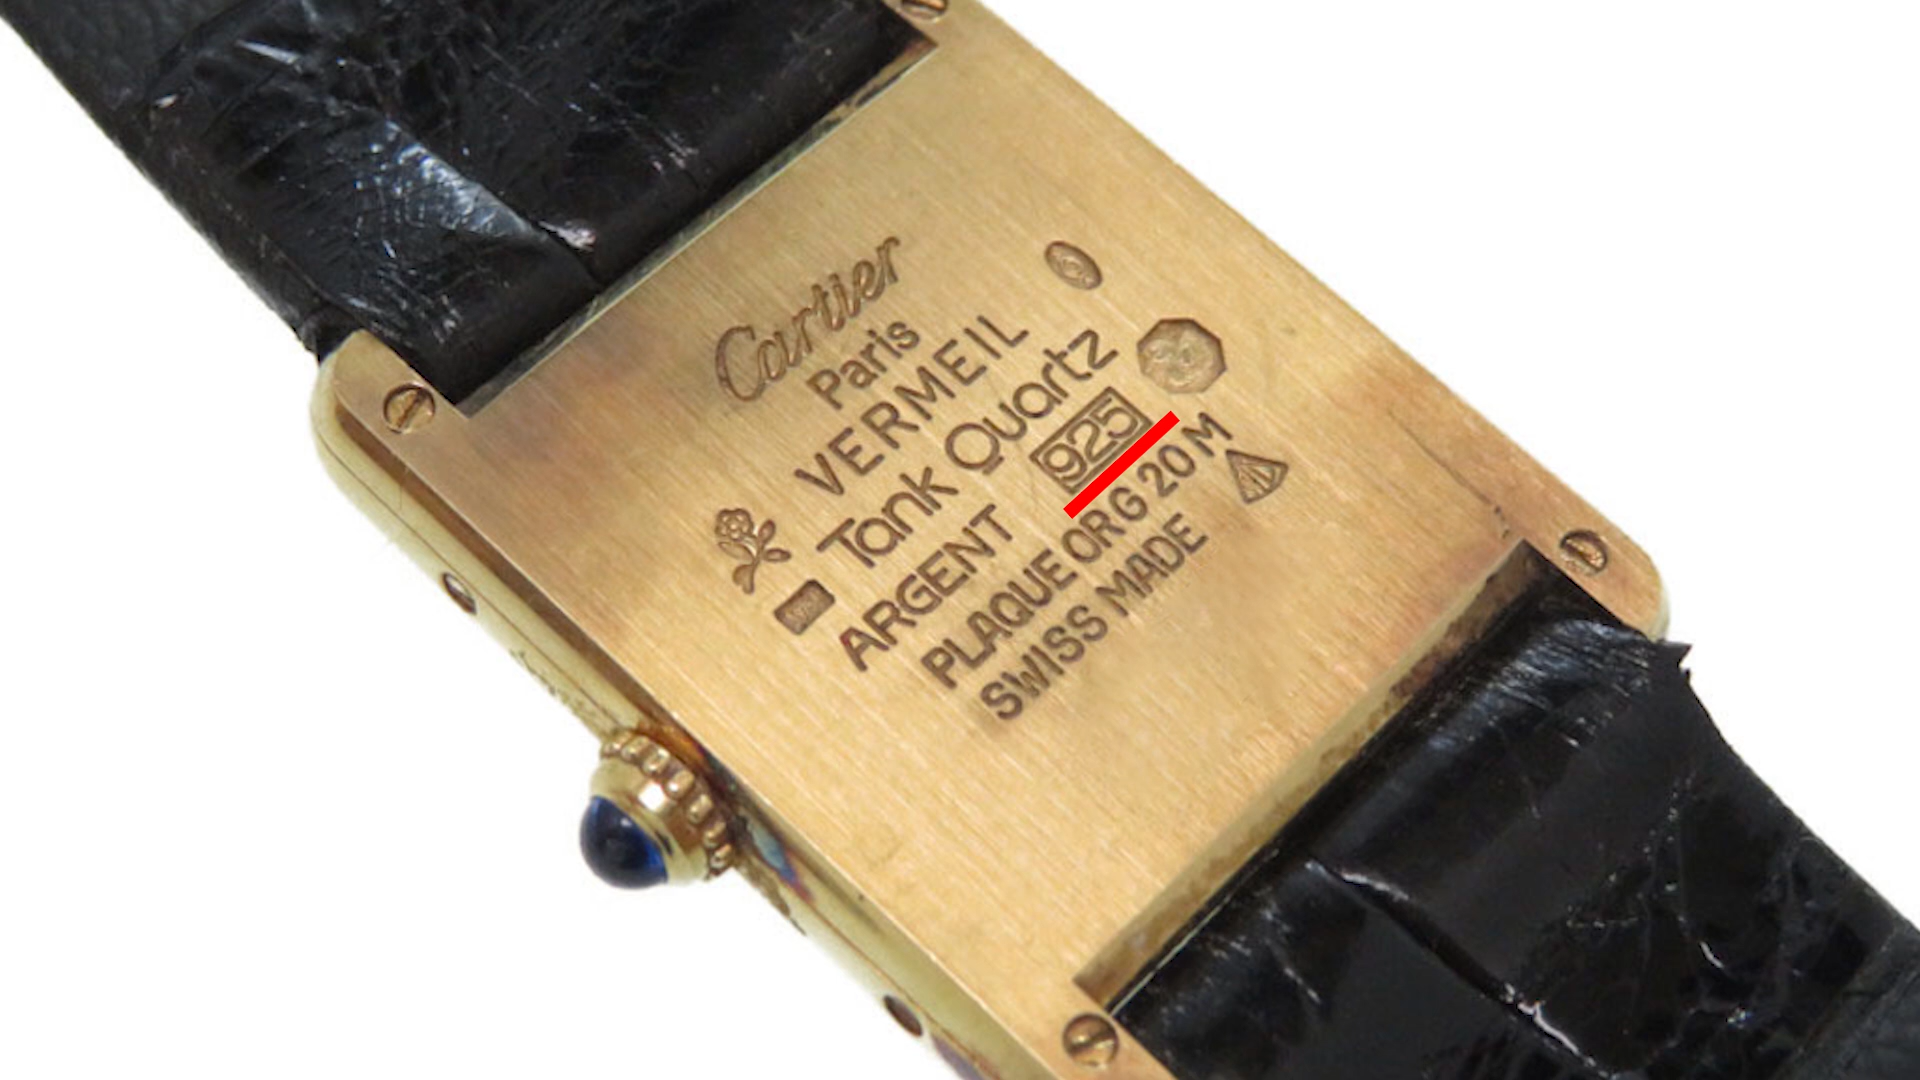 Cartier
Paris
VERMEIL
Tank Quartz
ARGENT 925
PLAQUE OR G 20 M
SWISS MADE